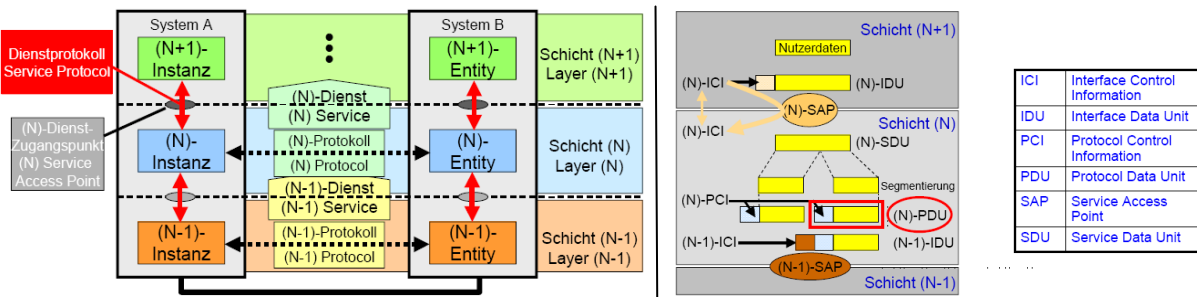 System A
System B
Dienstprotokoll
Service Protocol
(N)-Dienst-
Zugangspunkt
(N) Service
Access Point
(N+1)-
Instanz
(N+1)-
Entity
Schicht (N+1)
Layer (N+1)
(N)-Dienst
(N) Service
(N)-
Instanz
(N)-Protokoll
(N) Protocol
(N)-
Entity
Schicht (N)
Layer (N)
(N-1)-Dienst
(N-1) Service
(N-1)-
Instanz
(N-1)-Protokoll
(N-1) Protocol
(N-1)-
Entity
Schicht (N-1)
Layer (N-1)
Schicht (N+1)
Nutzerdaten
(N)-ICI
(N)-IDU
(N)-SAP
Schicht (N)
(N)-ICI
(N)-SDU
Segmentierung
(N)-PCI
(N)-PDU
(N-1)-ICI
(N-1)-IDU
(N-1)-SAP
Schicht (N-1)
ICI Interface Control
Information
IDU Interface Data Unit
PCI Protocol Control
Information
PDU Protocol Data Unit
SAP Service Access
Point
SDU Service Data Unit